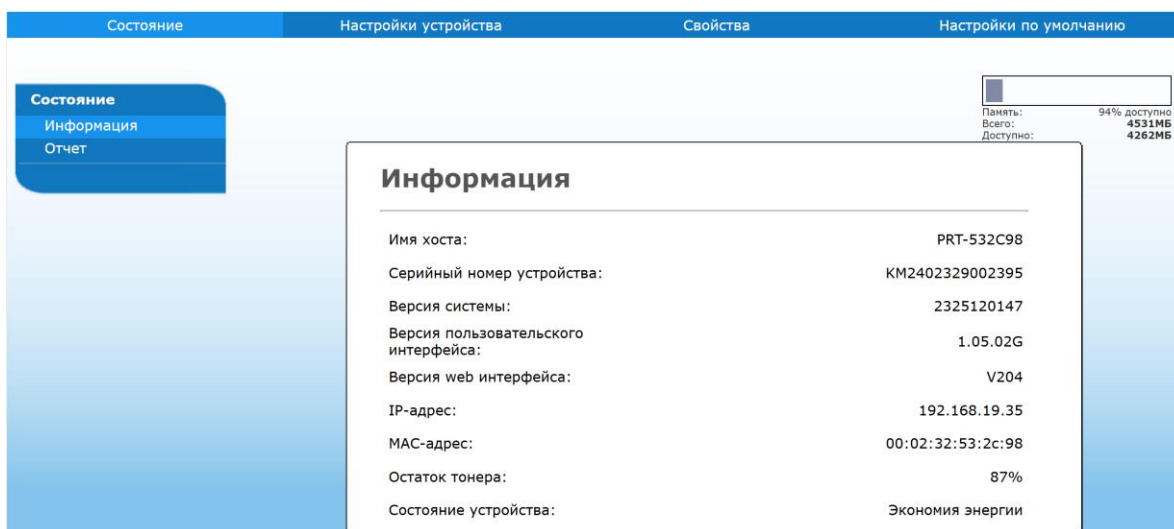 Состояние Настройки устройства Свойства Настройки по умолчанию
Состояние
Информация
Отчет
Память: 94% доступно
Всего: 4531МБ
Доступно: 4262МБ
Информация
Имя хоста: PRT-532C98
Серийный номер устройства: KM2402329002395
Версия системы: 2325120147
Версия пользовательского
интерфейса: 1.05.02G
Версия web интерфейса: V204
IP-адрес: 192.168.19.35
MAC-адрес: 00:02:32:53:2c:98
Остаток тонера: 87%
Состояние устройства: Экономия энергии